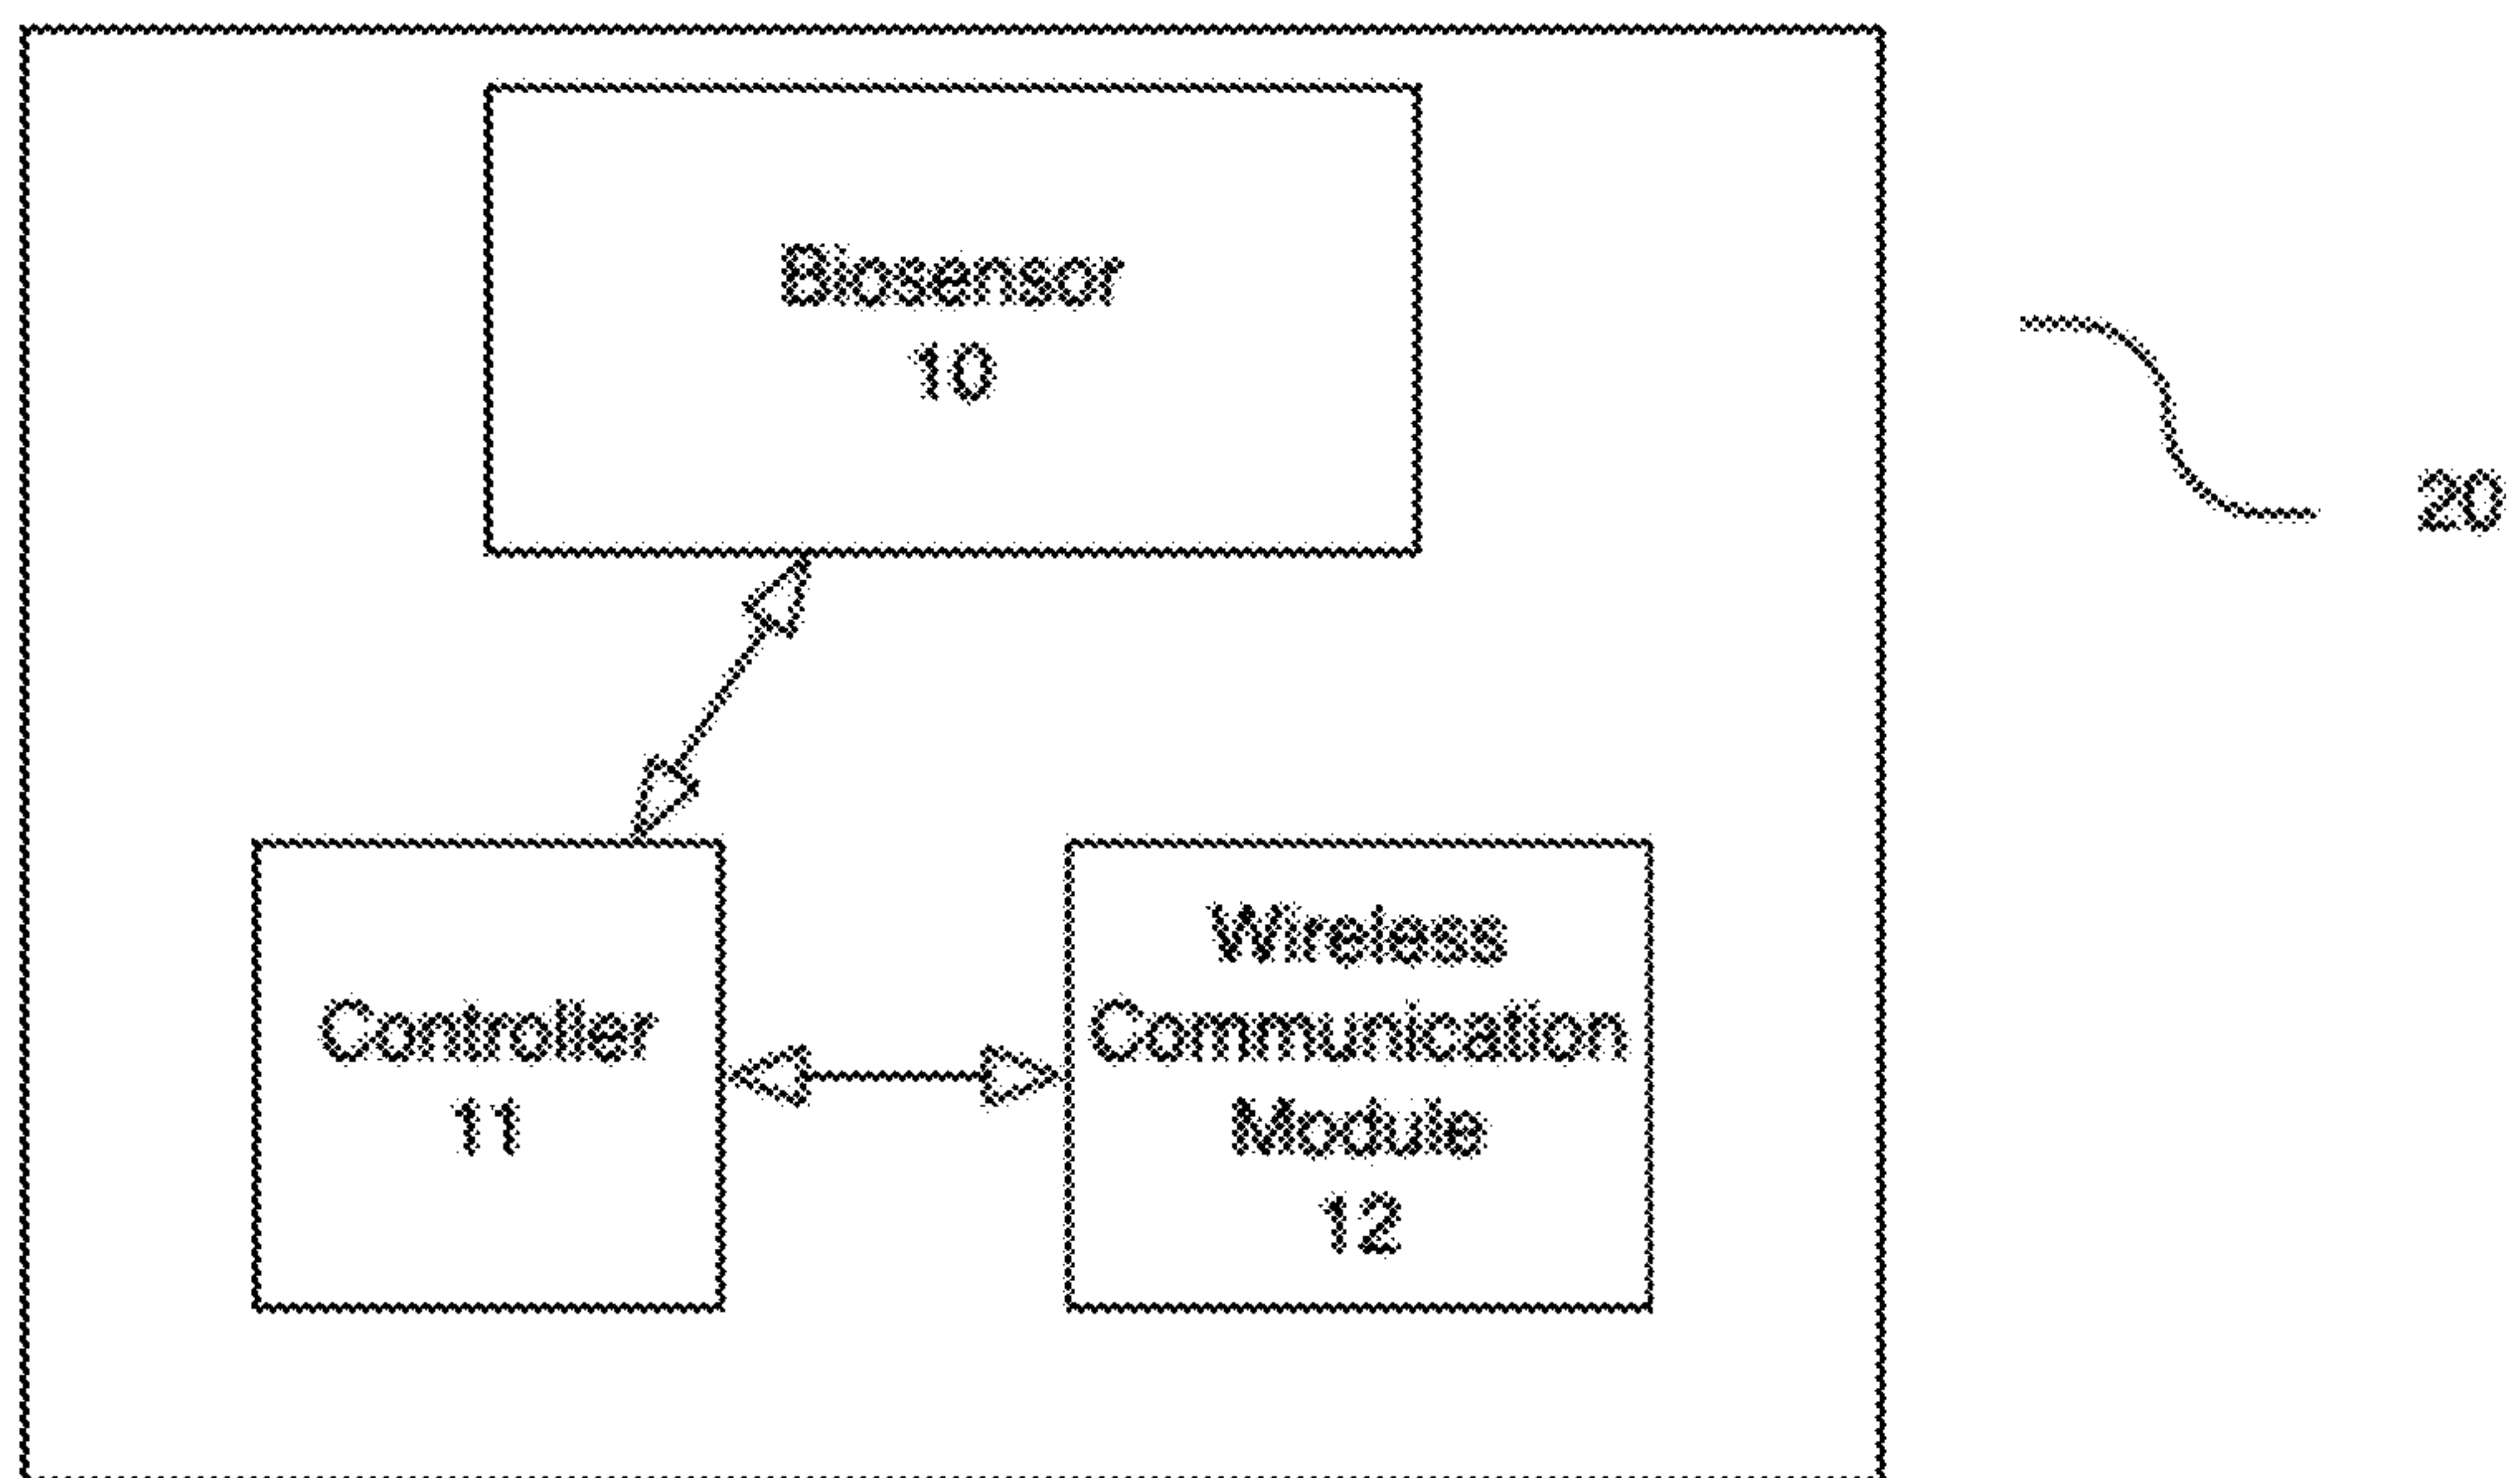 Biosensor
10
20
Controller
11
Wireless
Communication
Module
12